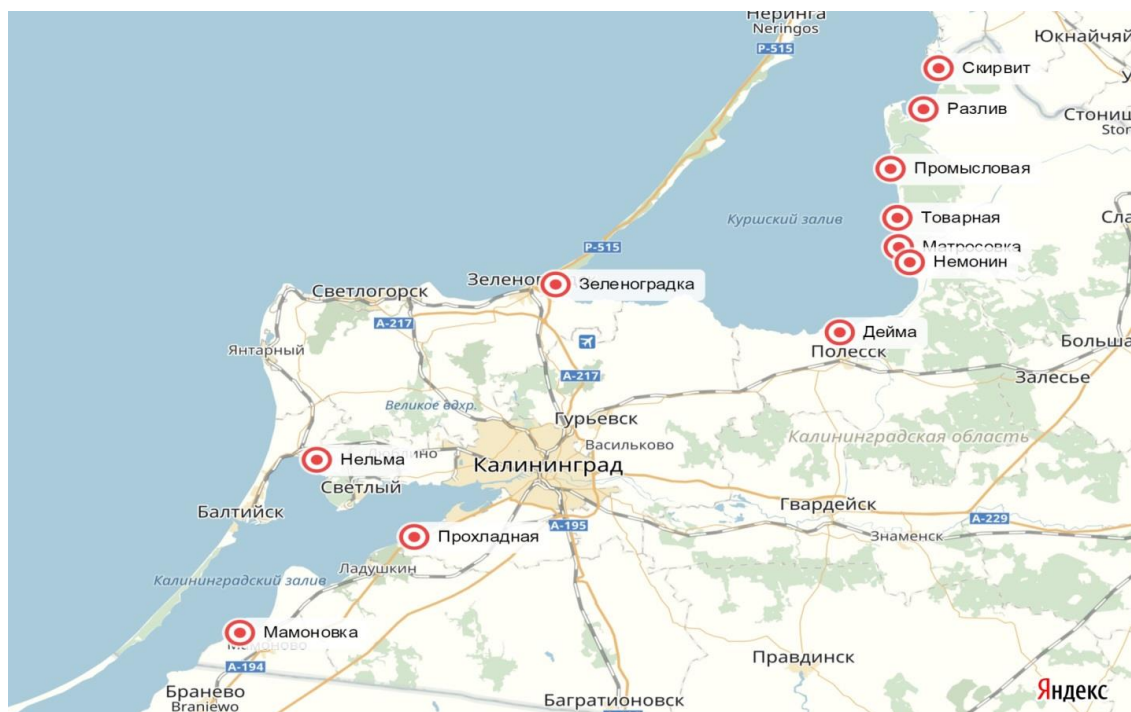 Неринга
Neringos
Р-515
Юкнайчяй
Скирвит
Разлив
Промысловая
Куршский залив
Товарная
Матросовка
Немонин
Р-515
Зеленоградка
Светлогорск
А-217
Дейма
Полесск
Залесье
Янтарный
А-217
Великое вдхр.
Гурьевск
Васильково
Калининградская область
Нельма
Калининград
Светлый
Балтийск
Гвардейск
А-229
А-195
Знаменск
Прохладная
Ладушкин
Калининградский залив
Мамоновка
А-194
Правдинск
Бранево
Braniewo
Багратионовск
Яндекс